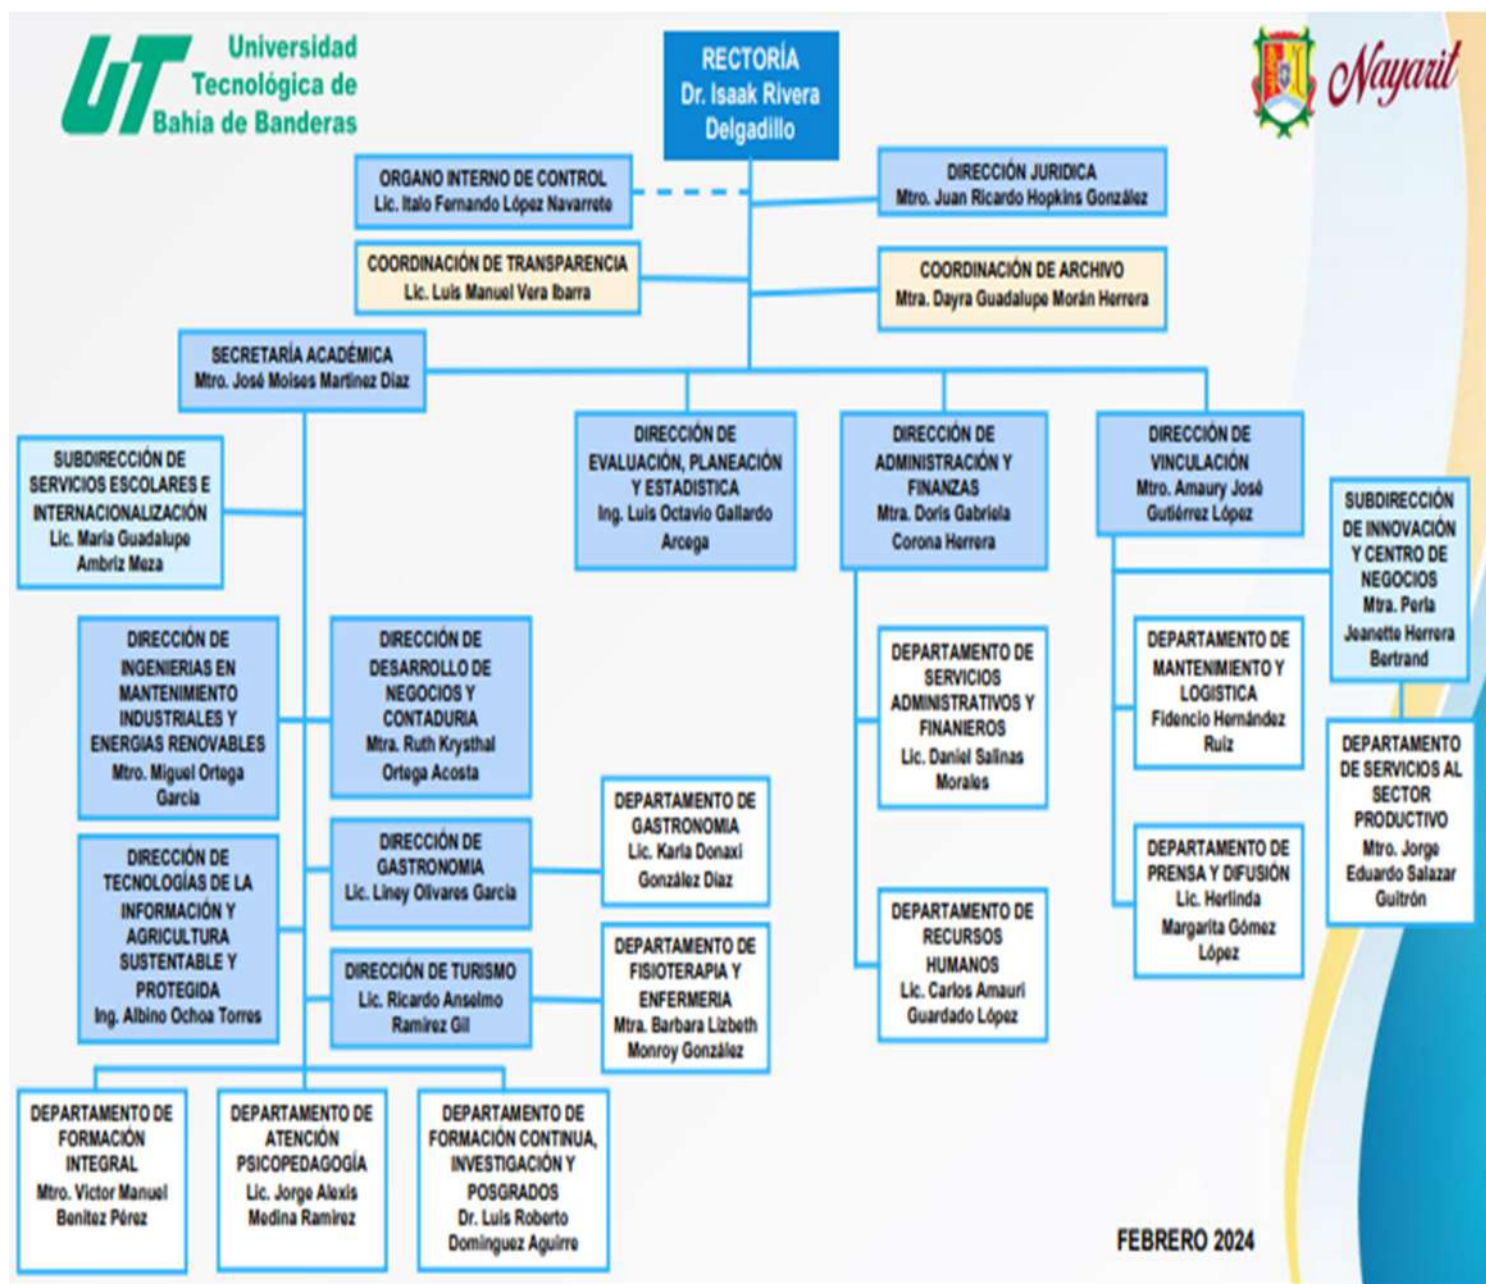 UT
Universidad
Tecnológica de
Bahía de Banderas
RECTORÍA
Dr. Isaak Rivera
Delgadillo
Nayarit
ORGANO INTERNO DE CONTROL
Lic. Italo Fernando López Navarrete
DIRECCIÓN JURIDICA
Mtro. Juan Ricardo Hopkins González
COORDINACIÓN DE TRANSPARENCIA
Lic. Luis Manuel Vera Ibarra
COORDINACIÓN DE ARCHIVO
Mtra. Dayra Guadalupe Morán Herrera
SECRETARÍA ACADÉMICA
Mtro. José Moises Martinez Diaz
SUBDIRECCIÓN DE
SERVICIOS ESCOLARES E
INTERNACIONALIZACIÓN
Lic. Maria Guadalupe
Ambriz Meza
DIRECCIÓN DE
EVALUACIÓN, PLANEACIÓN
Y ESTADISTICA
Ing. Luis Octavio Gallardo
Arcega
DIRECCIÓN DE
ADMINISTRACIÓN Y
FINANZAS
Mtra. Doris Gabriela
Corona Herrera
DIRECCIÓN DE
VINCULACIÓN
Mtro. Amaury José
Gutiérrez López
SUBDIRECCIÓN
DE INNOVACIÓN
Y CENTRO DE
NEGOCIOS
Mtra. Perla
Jeanette Herrera
Bertrand
DIRECCIÓN DE
INGENIERIAS EN
MANTENIMIENTO
INDUSTRIALES Y
ENERGIAS RENOVABLES
Mtro. Miguel Ortega
Garcia
DIRECCIÓN DE
DESARROLLO DE
NEGOCIOS Y
CONTADURIA
Mtra. Ruth Krysthal
Ortega Acosta
DEPARTAMENTO DE
SERVICIOS
ADMINISTRATIVOS Y
FINANIEROS
Lic. Daniel Salinas
Morales
DEPARTAMENTO DE
MANTENIMIENTO Y
LOGISTICA
Fidencio Hernández
Ruiz
DEPARTAMENTO
DE SERVICIOS AL
SECTOR
PRODUCTIVO
Mtro. Jorge
Eduardo Salazar
Guitrón
DIRECCIÓN DE
TECNOLOGÍAS DE LA
INFORMACIÓN Y
AGRICULTURA
SUSTENTABLE Y
PROTEGIDA
Ing. Albino Ochoa Torres
DIRECCIÓN DE
GASTRONOMIA
Lic. Liney Olivares Garcia
DEPARTAMENTO DE
GASTRONOMIA
Lic. Karla Donaxi
González Diaz
DEPARTAMENTO DE
PRENSA Y DIFUSIÓN
Lic. Herlinda
Margarita Gómez
López
DIRECCIÓN DE TURISMO
Lic. Ricardo Anselmo
Ramirez Gil
DEPARTAMENTO DE
FISIOTERAPIA Y
ENFERMERIA
Mtra. Barbara Lizbeth
Monroy González
DEPARTAMENTO DE
RECURSOS
HUMANOS
Lic. Carlos Amauri
Guardado López
DEPARTAMENTO DE
FORMACIÓN
INTEGRAL
Mtro. Victor Manuel
Benitez Pérez
DEPARTAMENTO DE
ATENCIÓN
PSICOPEDAGOGÍA
Lic. Jorge Alexis
Medina Ramirez
DEPARTAMENTO DE
FORMACIÓN CONTINUA,
INVESTIGACIÓN Y
POSGRADOS
Dr. Luis Roberto
Dominguez Aguirre
FEBRERO 2024